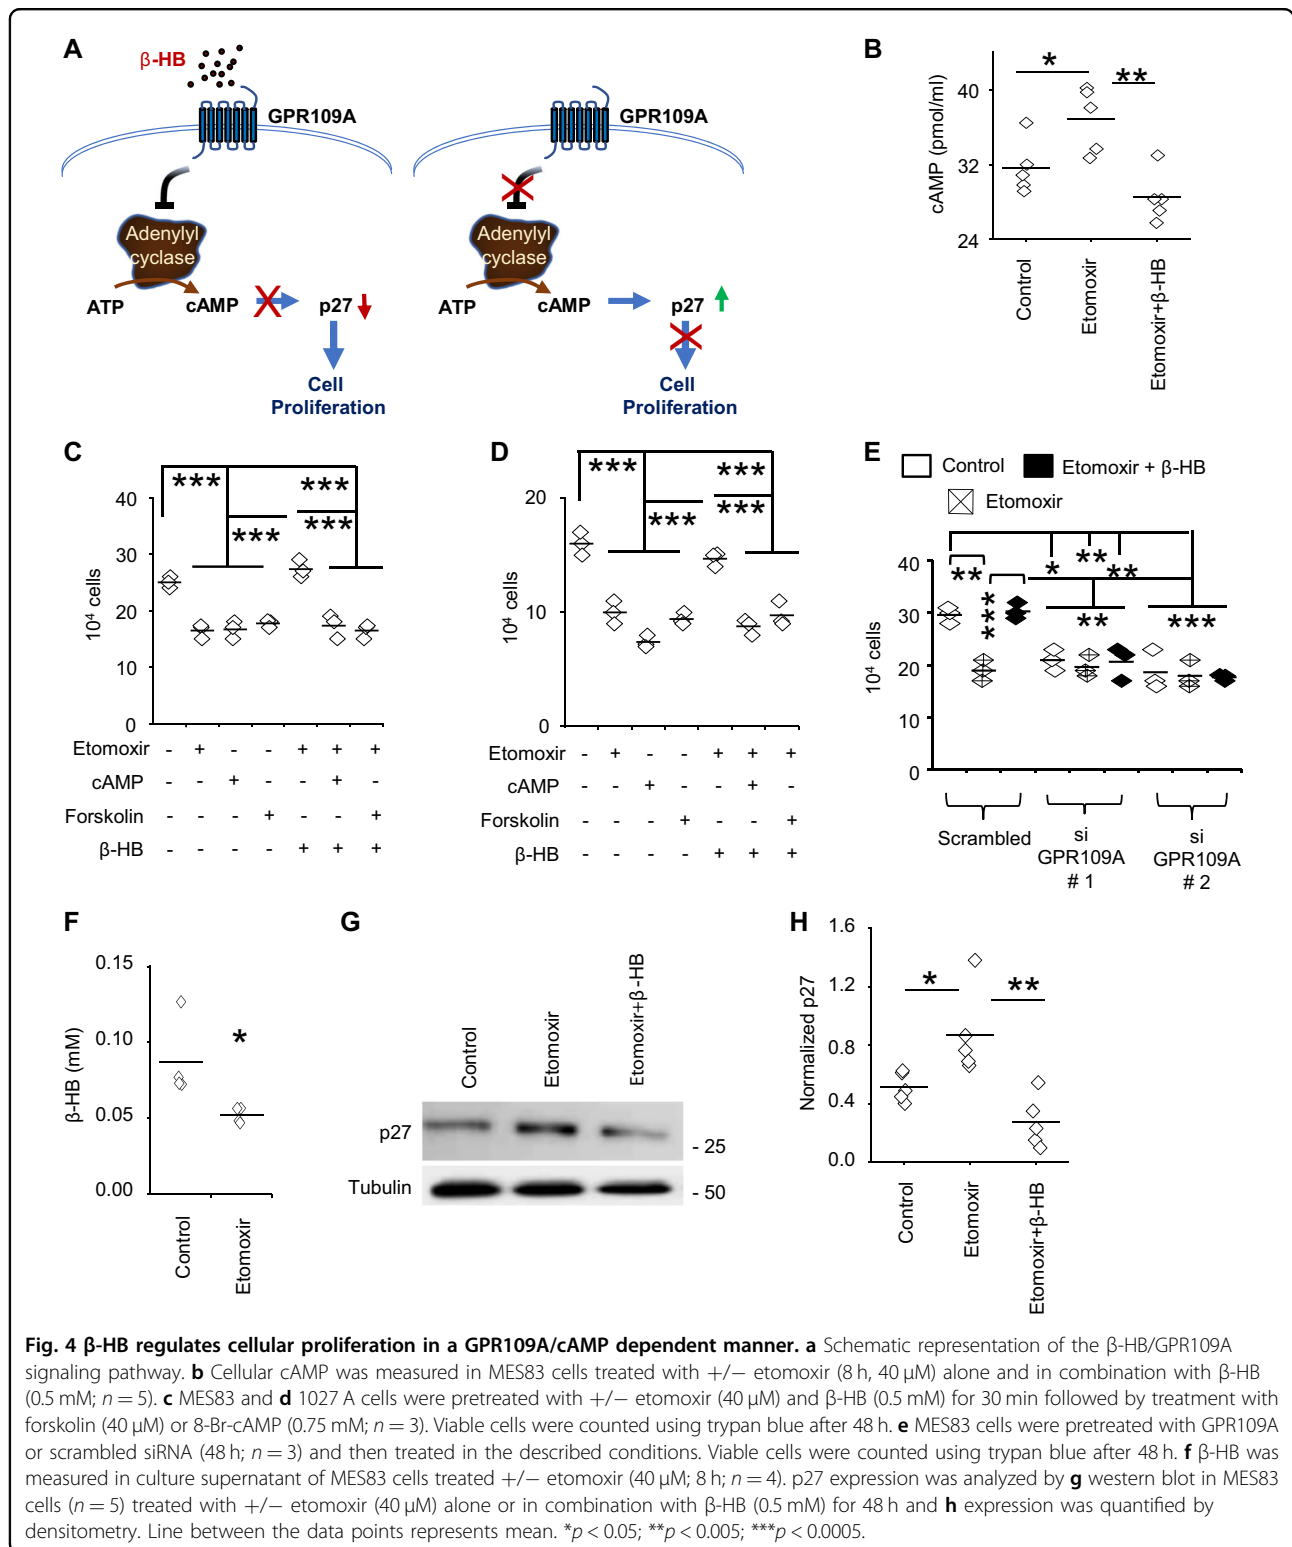 A
β-HB
GPR109A
Adenylyl
cyclase
ATP
cAMP
p27
Cell
Proliferation
GPR109A
Adenylyl
cyclase
ATP
cAMP
p27
Cell
Proliferation
B
cAMP (pmol/ml)
40
32
24
*
**
Control
Etomoxir
Etomoxir+β-HB
C
***
***
***
***
10⁴ cells
40
30
20
10
0
Etomoxir - + - - + + +
cAMP - - + - - + -
Forskolin - - - + - - +
β-HB - - - - + + +
D
***
***
***
***
10⁴ cells
20
10
0
Etomoxir - + - - + + +
cAMP - - + - - + -
Forskolin - - - + - - +
β-HB - - - - + + +
E
Control
Etomoxir + β-HB
Etomoxir
**
***
*
**
**
**
***
10⁴ cells
40
30
20
10
0
Scrambled
si
GPR109A
# 1
si
GPR109A
# 2
F
β-HB (mM)
0.15
0.10
0.05
0.00
*
Control
Etomoxir
G
Control
Etomoxir
Etomoxir+β-HB
p27
- 25
Tubulin
- 50
H
Normalized p27
1.6
1.2
0.8
0.4
0.0
*
**
Control
Etomoxir
Etomoxir+β-HB
Fig. 4 β-HB regulates cellular proliferation in a GPR109A/cAMP dependent manner. a Schematic representation of the β-HB/GPR109A
signaling pathway. b Cellular cAMP was measured in MES83 cells treated with +/− etomoxir (8 h, 40 μM) alone and in combination with β-HB
(0.5 mM; n = 5). c MES83 and d 1027 A cells were pretreated with +/− etomoxir (40 μM) and β-HB (0.5 mM) for 30 min followed by treatment with
forskolin (40 μM) or 8-Br-cAMP (0.75 mM; n = 3). Viable cells were counted using trypan blue after 48 h. e MES83 cells were pretreated with GPR109A
or scrambled siRNA (48 h; n = 3) and then treated in the described conditions. Viable cells were counted using trypan blue after 48 h. f β-HB was
measured in culture supernatant of MES83 cells treated +/− etomoxir (40 μM; 8 h; n = 4). p27 expression was analyzed by g western blot in MES83
cells (n = 5) treated with +/− etomoxir (40 μM) alone or in combination with β-HB (0.5 mM) for 48 h and h expression was quantified by
densitometry. Line between the data points represents mean. *p < 0.05; **p < 0.005; ***p < 0.0005.